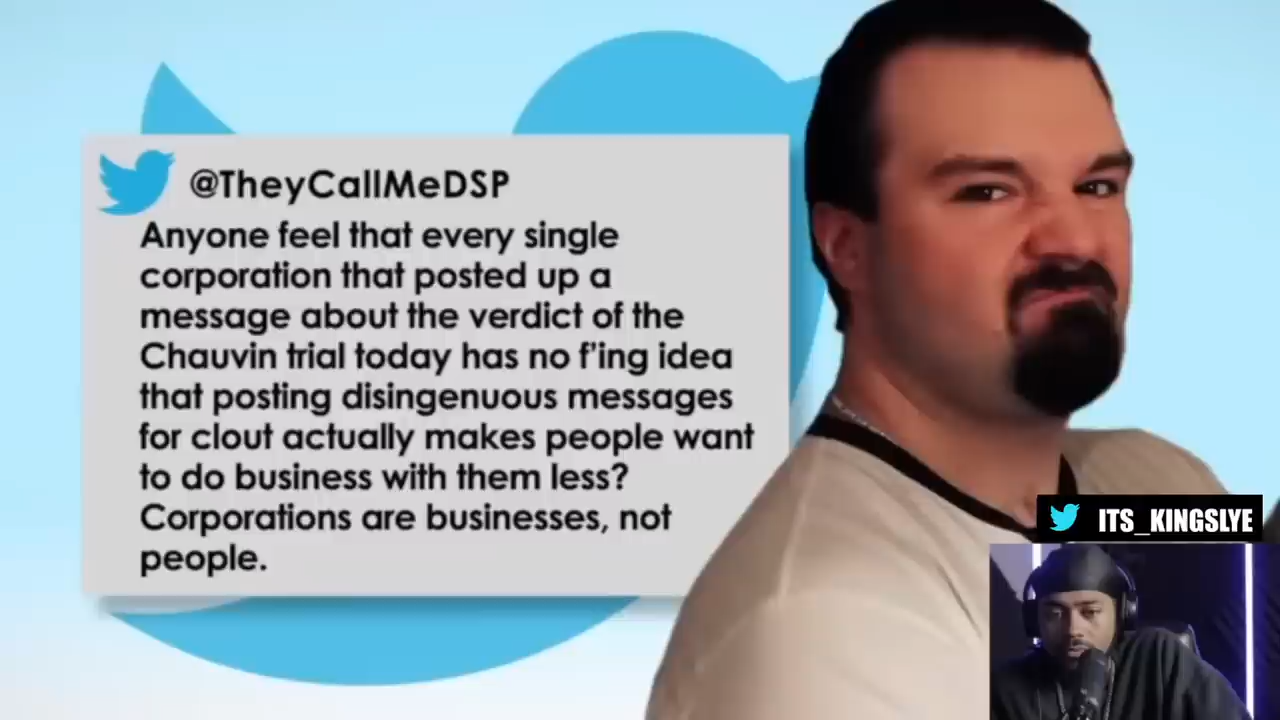 @TheyCallMeDSP
Anyone feel that every single
corporation that posted up a
message about the verdict of the
Chauvin trial today has no f'ing idea
that posting disingenuous messages
for clout actually makes people want
to do business with them less?
Corporations are businesses, not
people.
ITS_KINGSLYE